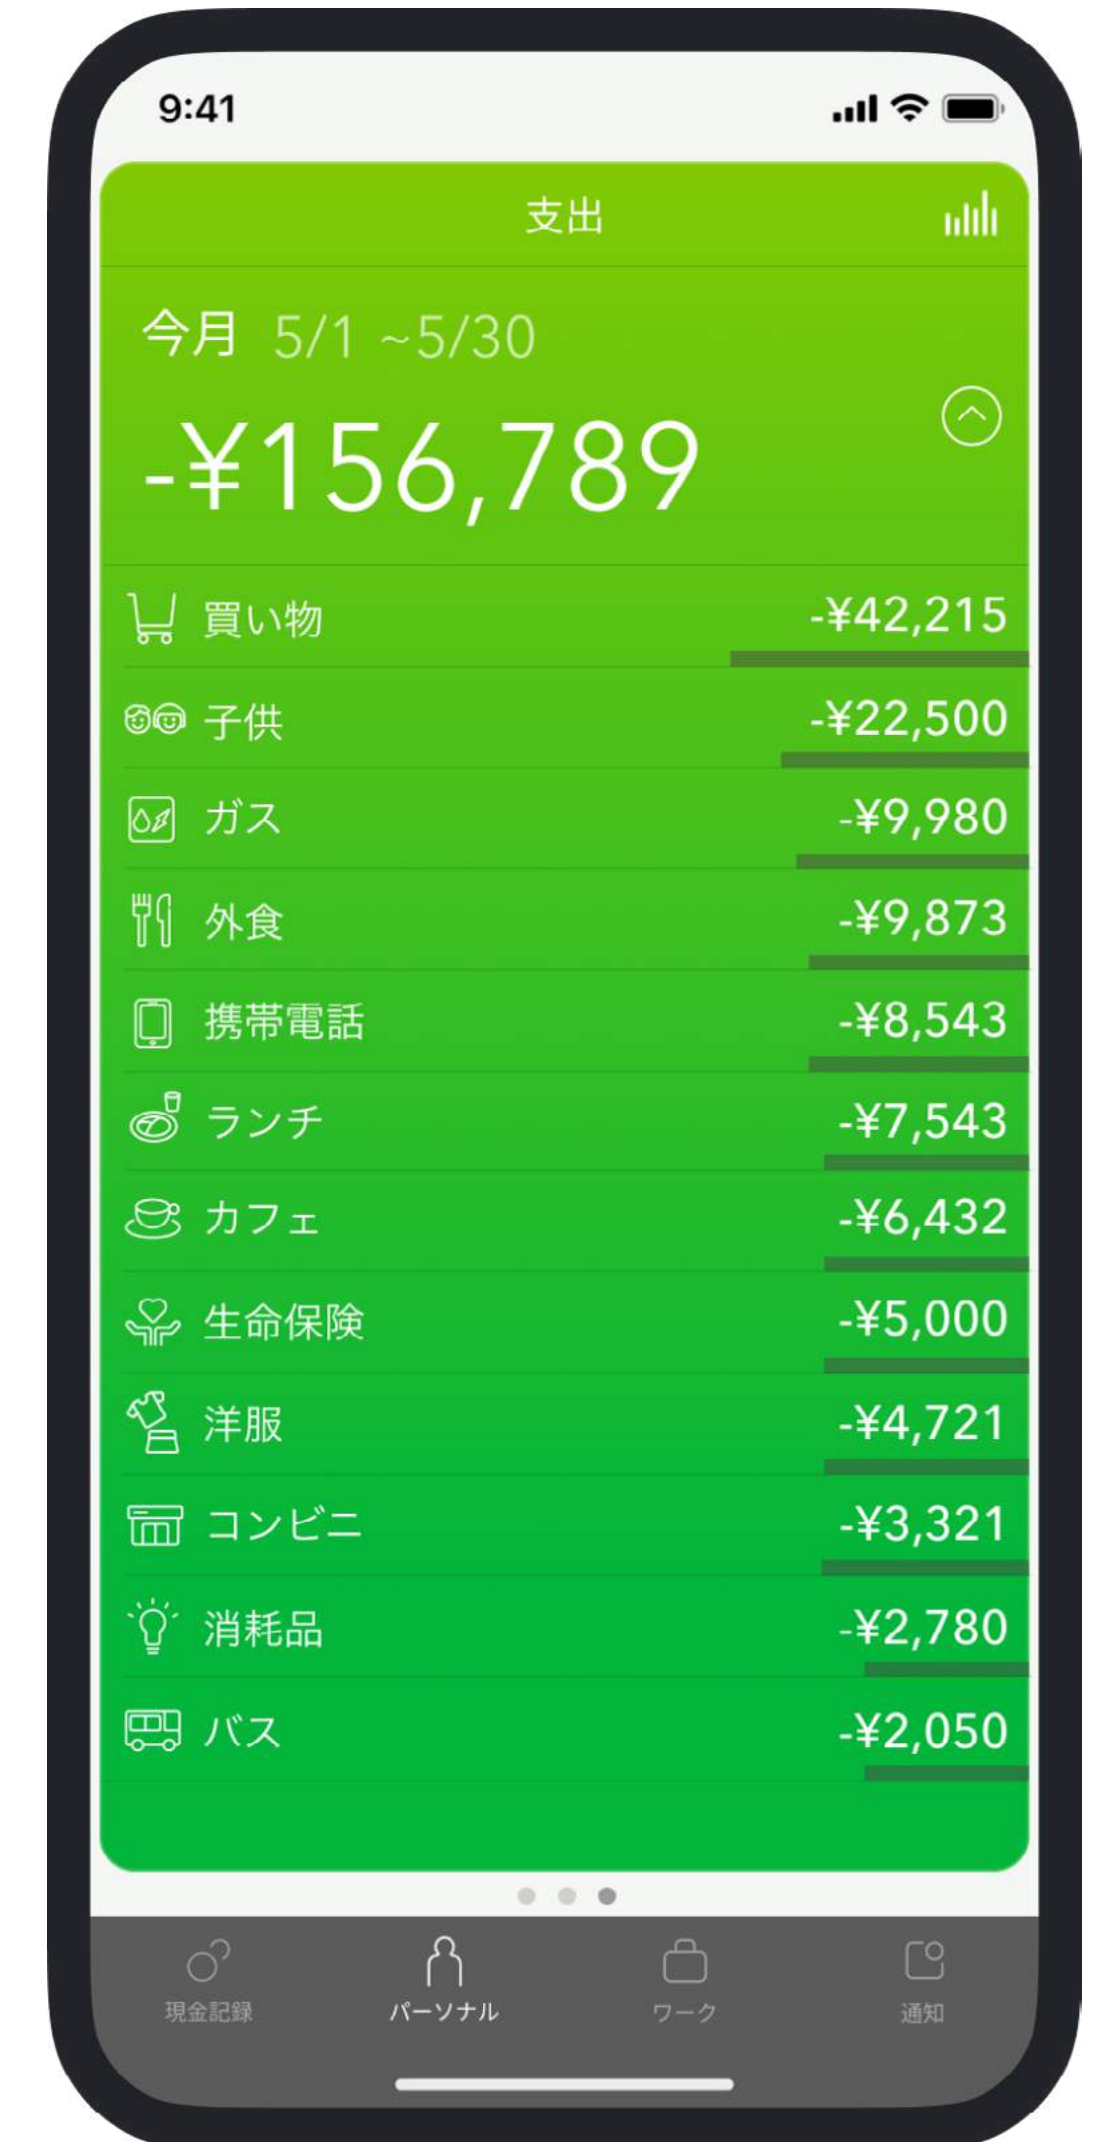 9:41
支出
今月 5/1 ~5/30
-¥156,789
買い物 -¥42,215
子供 -¥22,500
ガス -¥9,980
外食 -¥9,873
携帯電話 -¥8,543
ランチ -¥7,543
カフェ -¥6,432
生命保険 -¥5,000
洋服 -¥4,721
コンビニ -¥3,321
消耗品 -¥2,780
バス -¥2,050
現金記録 パーソナル ワーク 通知